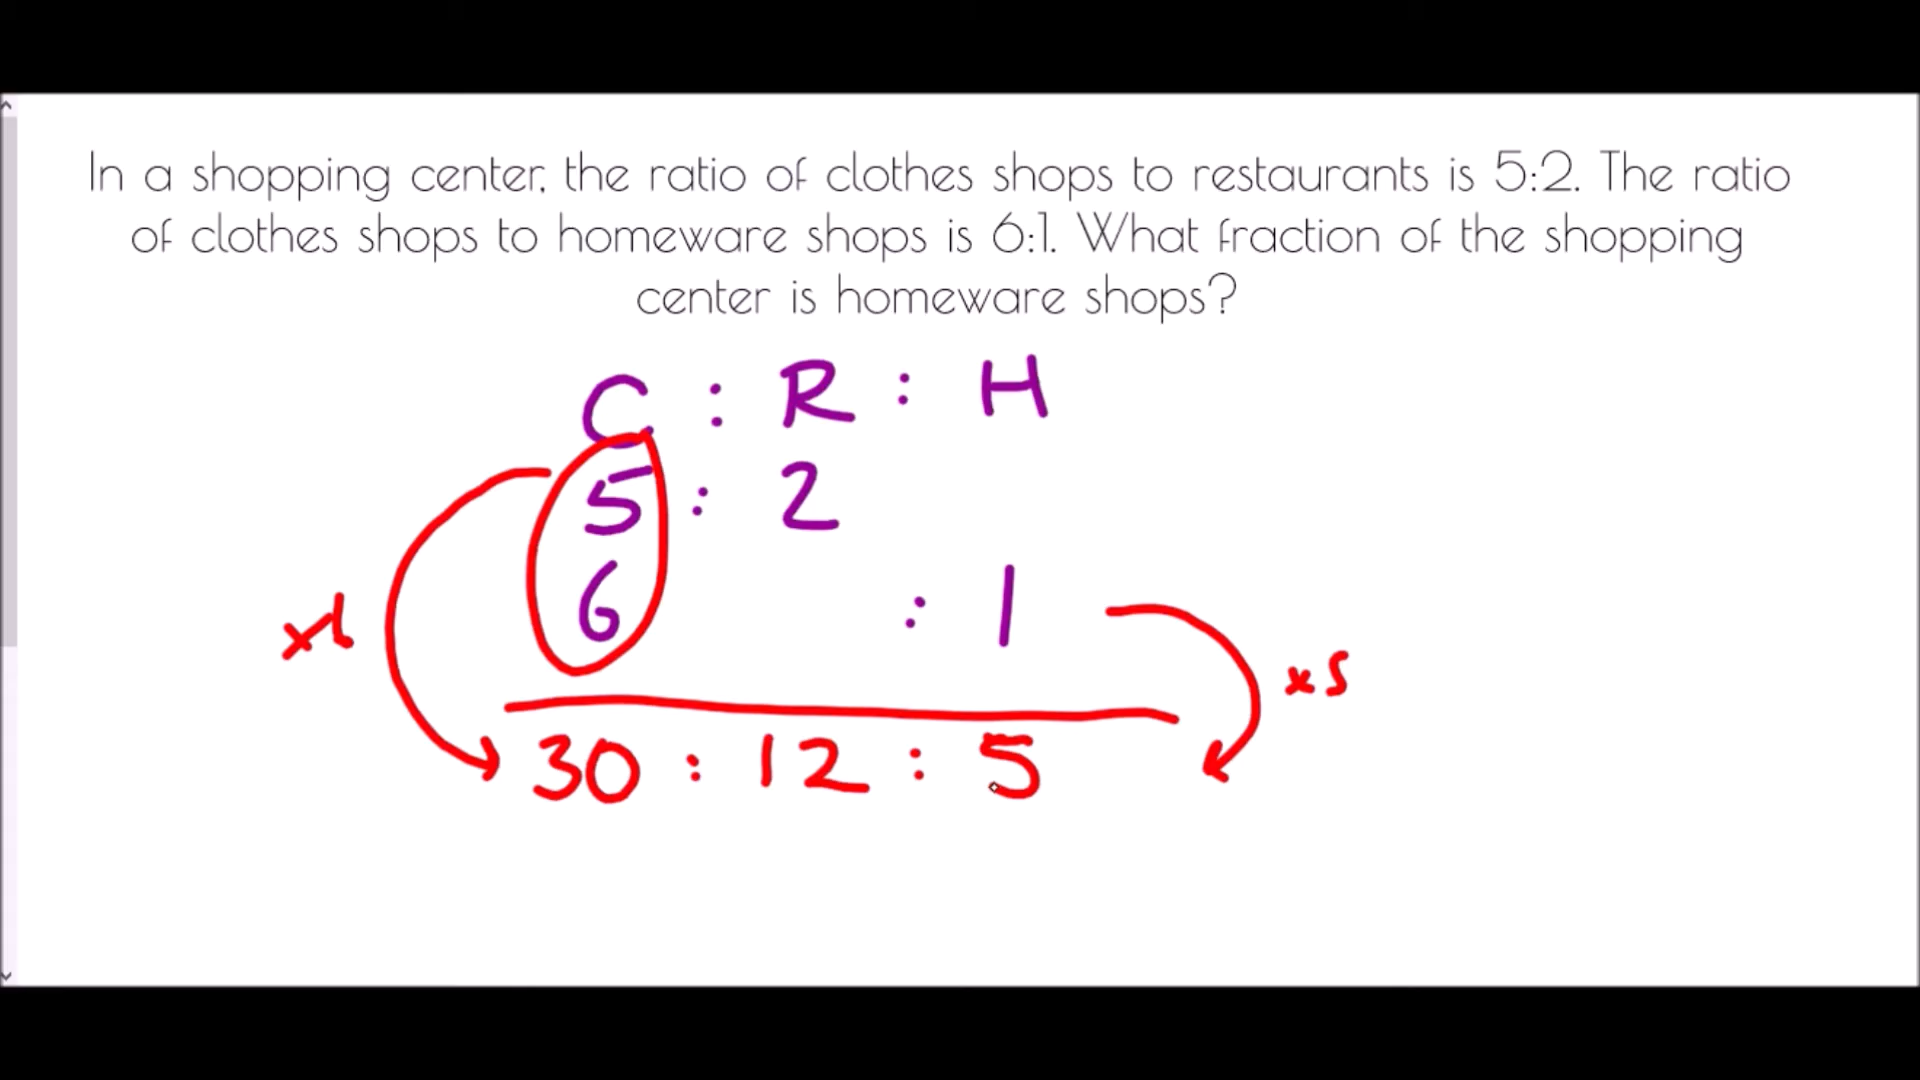 In a shopping center, the ratio of clothes shops to restaurants is 5:2. The ratio
of clothes shops to homeware shops is 6:1. What fraction of the shopping
center is homeware shops?
C : R : H
5 : 2
6 : 1
x6
x5
30 : 12 : 5